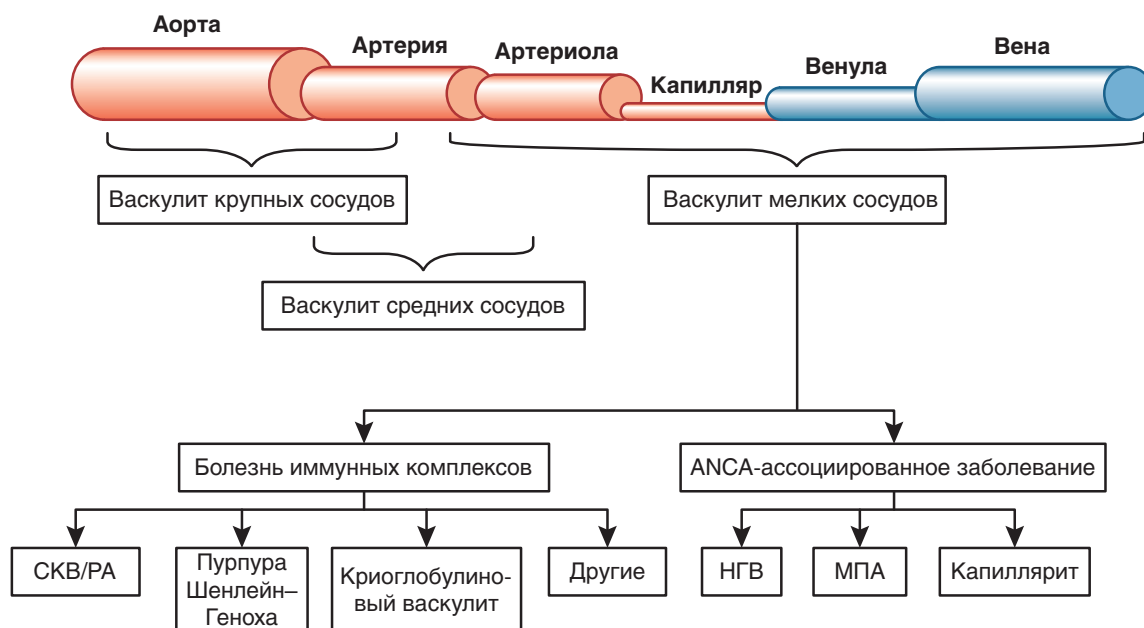 Аорта
Артерия
Артериола
Капилляр
Венула
Вена
Васкулит крупных сосудов
Васкулит мелких сосудов
Васкулит средних сосудов
Болезнь иммунных комплексов
ANCA-ассоциированное заболевание
СКВ/РА
Пурпура
Шенлейн–
Геноха
Криоглобулино-
вый васкулит
Другие
НГВ
МПА
Капиллярит